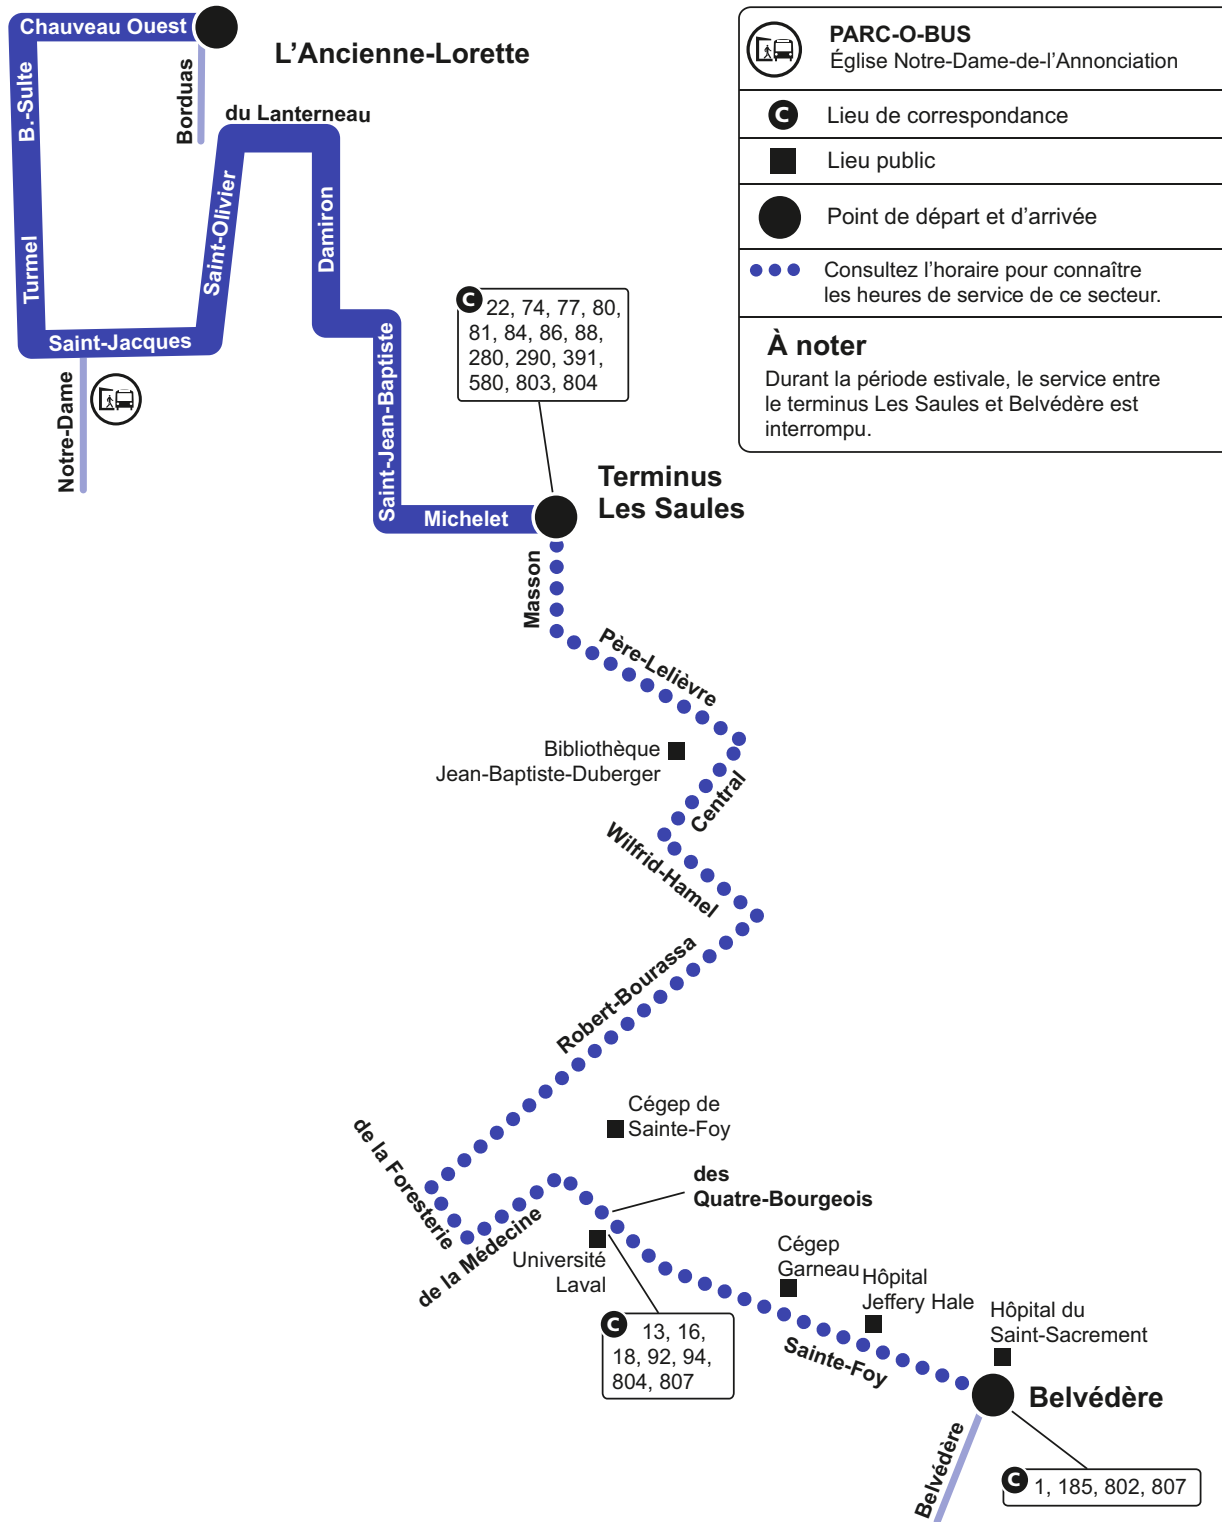 Chauveau Ouest
L'Ancienne-Lorette
B.-Sulte
Borduas
du Lanterneau
Turmel
Saint-Olivier
Damiron
Saint-Jacques
Notre-Dame
Saint-Jean-Baptiste
Michelet
C 22, 74, 77, 80,
81, 84, 86, 88,
280, 290, 391,
580, 803, 804
Terminus
Les Saules
PARC-O-BUS
Église Notre-Dame-de-l'Annonciation
C Lieu de correspondance
Lieu public
Point de départ et d'arrivée
Consultez l'horaire pour connaître
les heures de service de ce secteur.
À noter
Durant la période estivale, le service entre
le terminus Les Saules et Belvédère est
interrompu.
Masson
Père-Lelièvre
Bibliothèque
Jean-Baptiste-Duberger
Central
Wilfrid-Hamel
Robert-Bourassa
Cégep de
Sainte-Foy
de la Foresterie
de la Médecine
des
Quatre-Bourgeois
Université
Laval
C 13, 16,
18, 92, 94,
804, 807
Cégep
Garneau
Hôpital
Jeffery Hale
Hôpital du
Saint-Sacrement
Sainte-Foy
Belvédère
Belvédère
C 1, 185, 802, 807